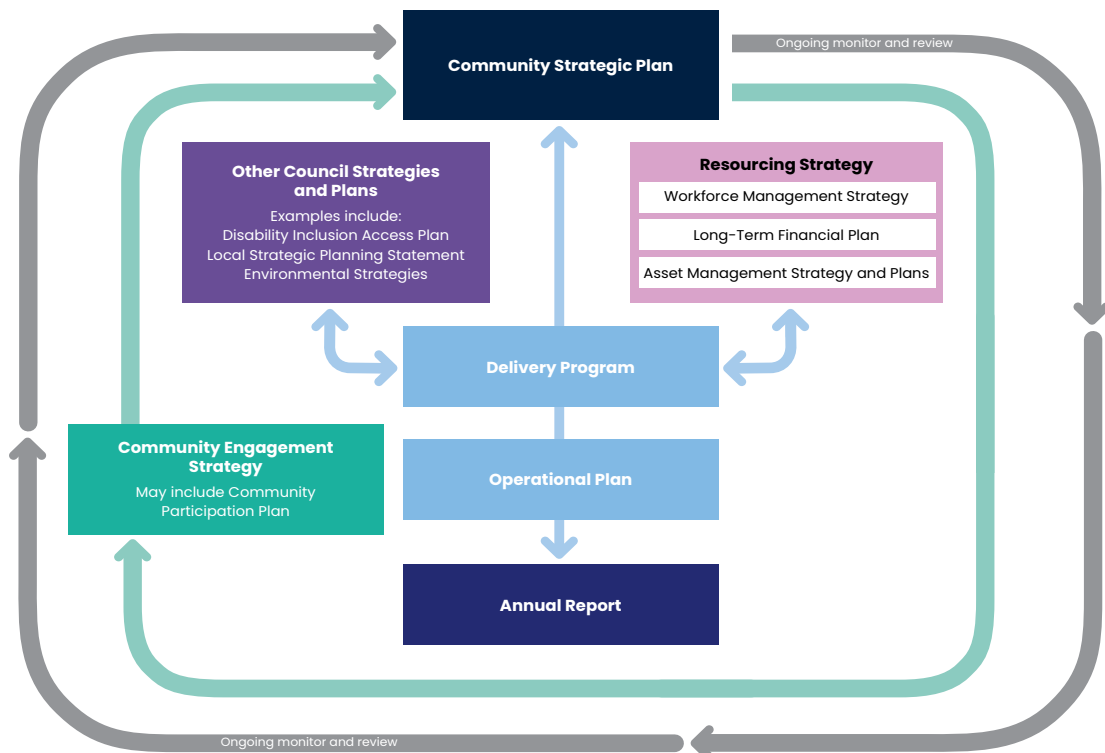 Community Strategic Plan
Ongoing monitor and review
Other Council Strategies
and Plans
Examples include:
Disability Inclusion Access Plan
Local Strategic Planning Statement
Environmental Strategies
Resourcing Strategy
Workforce Management Strategy
Long-Term Financial Plan
Asset Management Strategy and Plans
Delivery Program
Community Engagement
Strategy
May include Community
Participation Plan
Operational Plan
Annual Report
Ongoing monitor and review